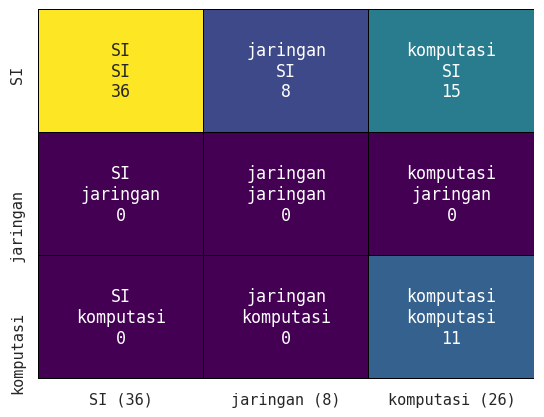 SI
SI
SI
36
jaringan
SI
8
komputasi
SI
15
jaringan
SI
jaringan
0
jaringan
jaringan
0
komputasi
jaringan
0
komputasi
SI
komputasi
0
jaringan
komputasi
0
komputasi
komputasi
11
SI (36)
jaringan (8)
komputasi (26)